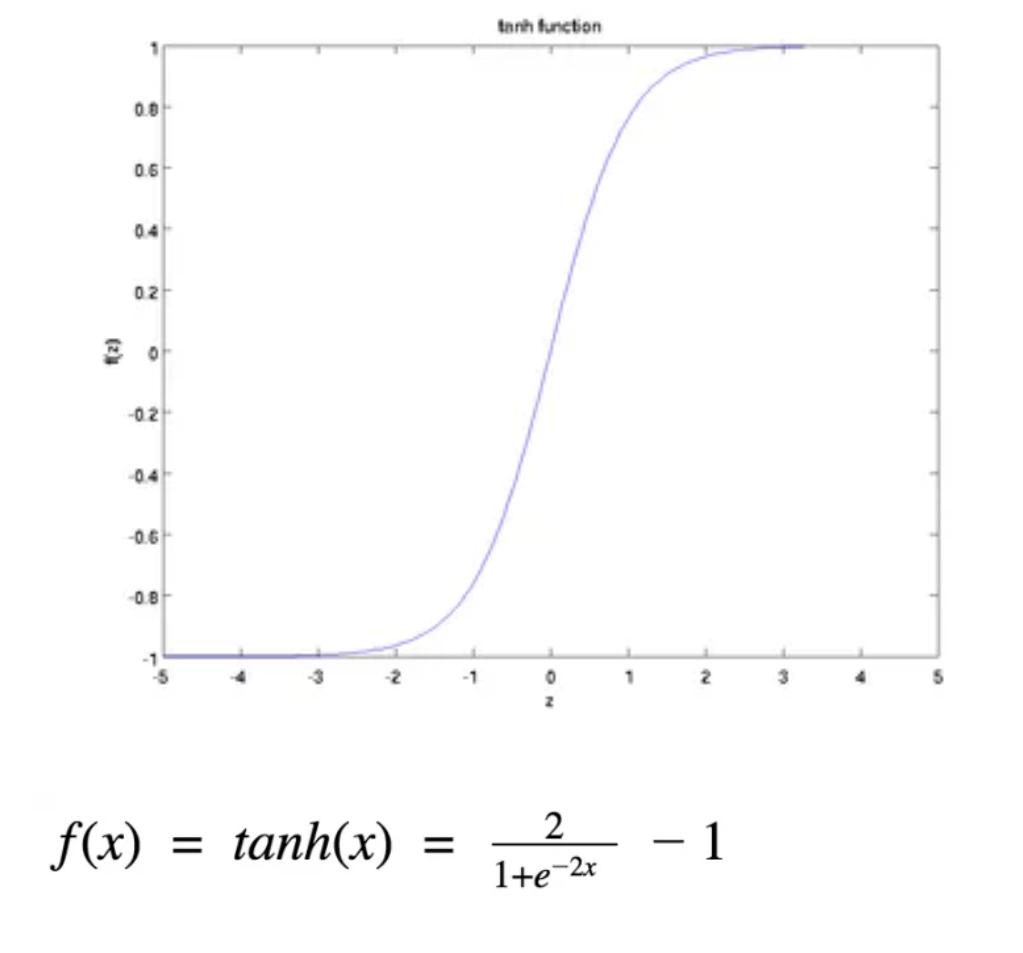 tanh function
1
0.8
0.6
0.4
0.2
0
-0.2
-0.4
-0.6
-0.8
-1
f(z)
-5 -4 -3 -2 -1 0 1 2 3 4 5
z
f(x) = tanh(x) = \frac{2}{1+e^{-2x}} - 1